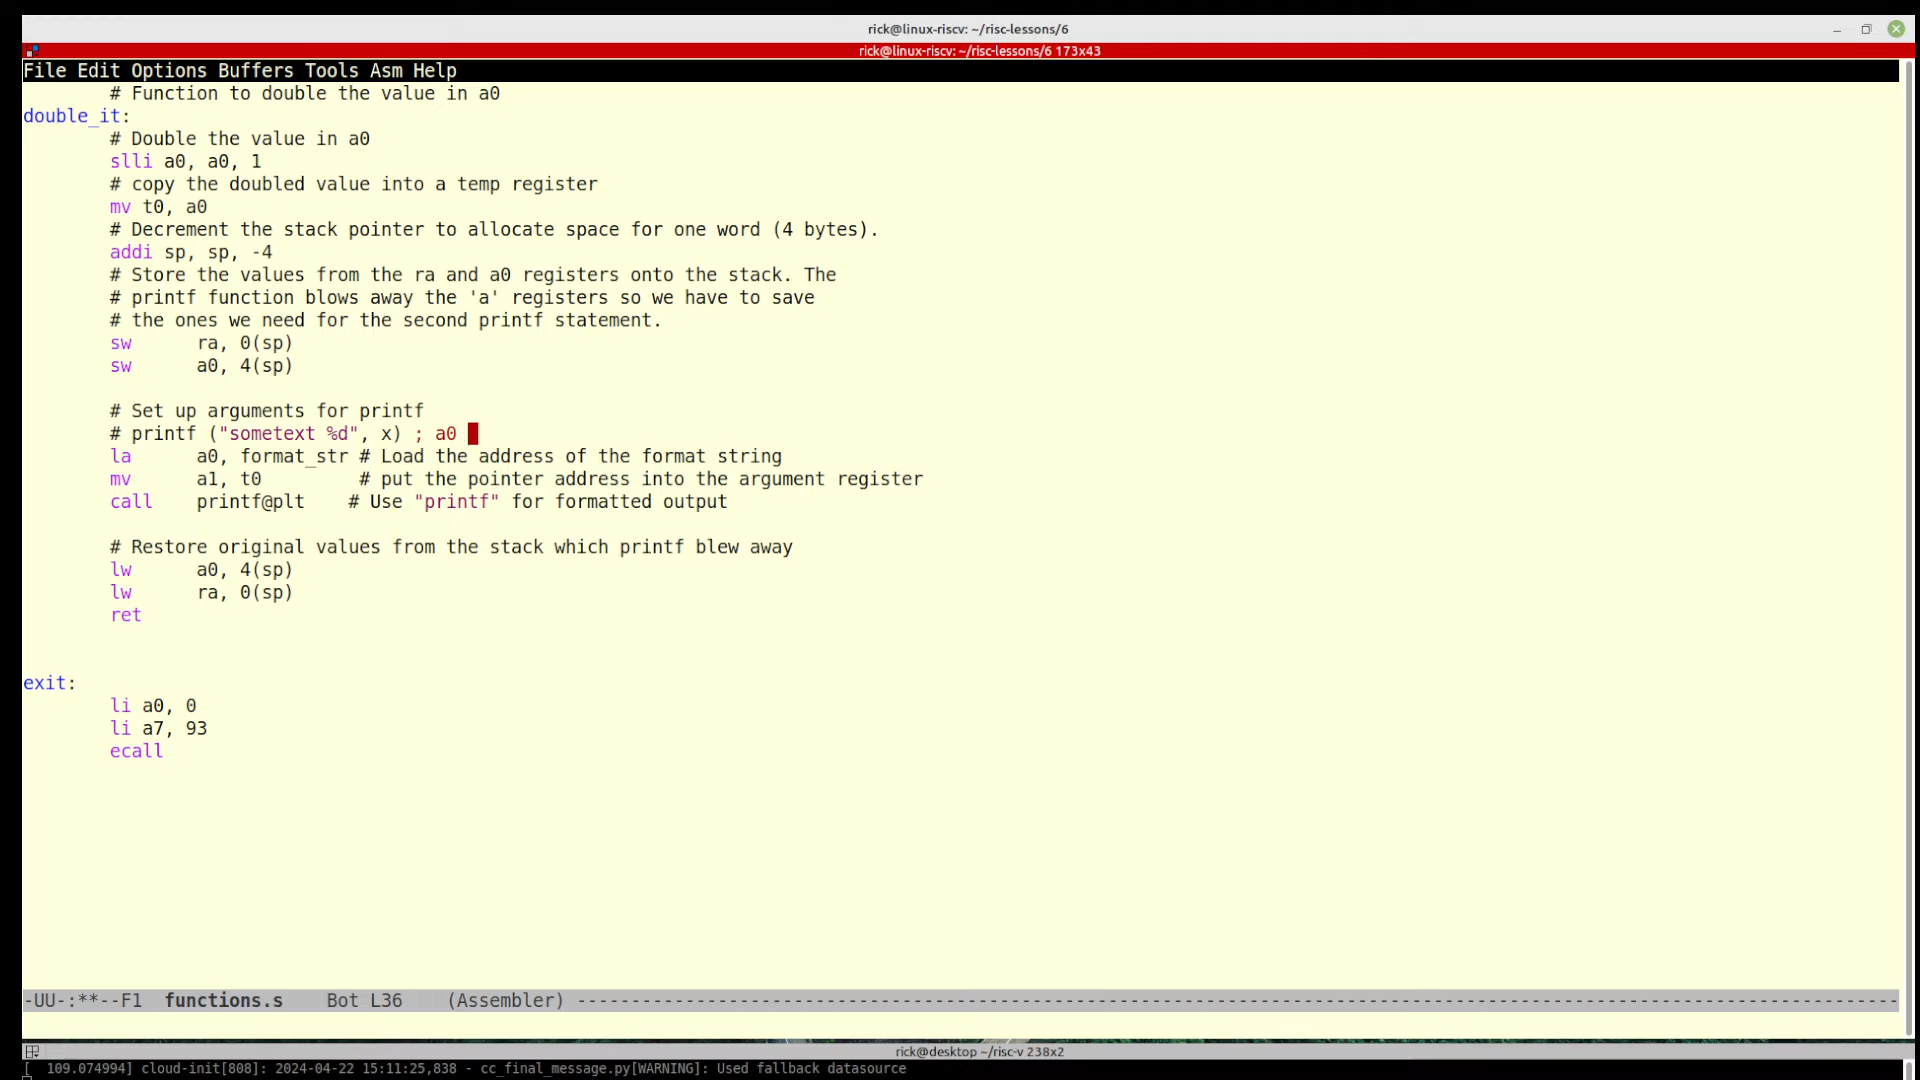 rick@linux-riscv: ~/risc-lessons/6
rick@linux-riscv: ~/risc-lessons/6 173x43
File Edit Options Buffers Tools Asm Help
        # Function to double the value in a0
double_it:
        # Double the value in a0
        slli a0, a0, 1
        # copy the doubled value into a temp register
        mv t0, a0
        # Decrement the stack pointer to allocate space for one word (4 bytes).
        addi sp, sp, -4
        # Store the values from the ra and a0 registers onto the stack. The
        # printf function blows away the 'a' registers so we have to save
        # the ones we need for the second printf statement.
        sw      ra, 0(sp)
        sw      a0, 4(sp)

        # Set up arguments for printf
        # printf ("sometext %d", x) ; a0
        la      a0, format_str # Load the address of the format string
        mv      a1, t0         # put the pointer address into the argument register
        call    printf@plt    # Use "printf" for formatted output

        # Restore original values from the stack which printf blew away
        lw      a0, 4(sp)
        lw      ra, 0(sp)
        ret

exit:
        li a0, 0
        li a7, 93
        ecall
-UU-:**--F1  functions.s    Bot L36    (Assembler) --------------------------------------------------------------------------------------------------------------------------
rick@desktop ~/risc-v 238x2
[  109.074994] cloud-init[808]: 2024-04-22 15:11:25,838 - cc_final_message.py[WARNING]: Used fallback datasource